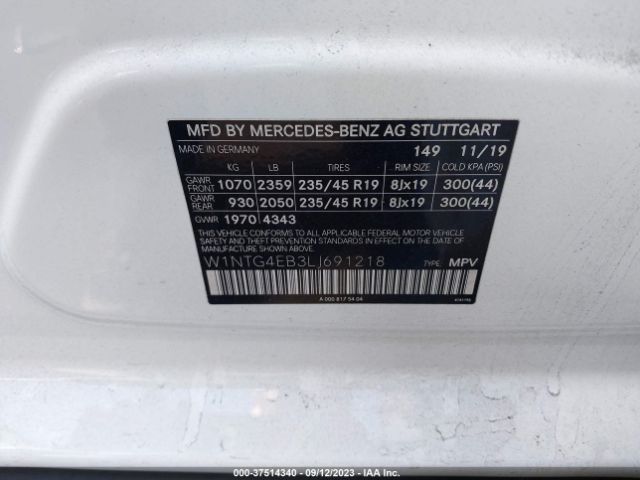 MFD BY MERCEDES-BENZ AG STUTTGART
MADE IN GERMANY 149 11/19
KG LB TIRES RIM SIZE COLD KPA(PSI)
GAWR FRONT 1070 2359 235/45 R19 8Jx19 300(44)
GAWR REAR 930 2050 235/45 R19 8Jx19 300(44)
GVWR 1970 4343
THIS VEHICLE CONFORMS TO ALL APPLICABLE FEDERAL MOTOR VEHICLE
SAFETY AND THEFT PREVENTION STANDARDS IN EFFECT ON THE DATE OF
MANUFACTURE SHOWN ABOVE.
W1NTG4EB3LJ691218 TYPE: MPV
A 000 817 54 04
000-37514340 - 09/12/2023 - IAA Inc.